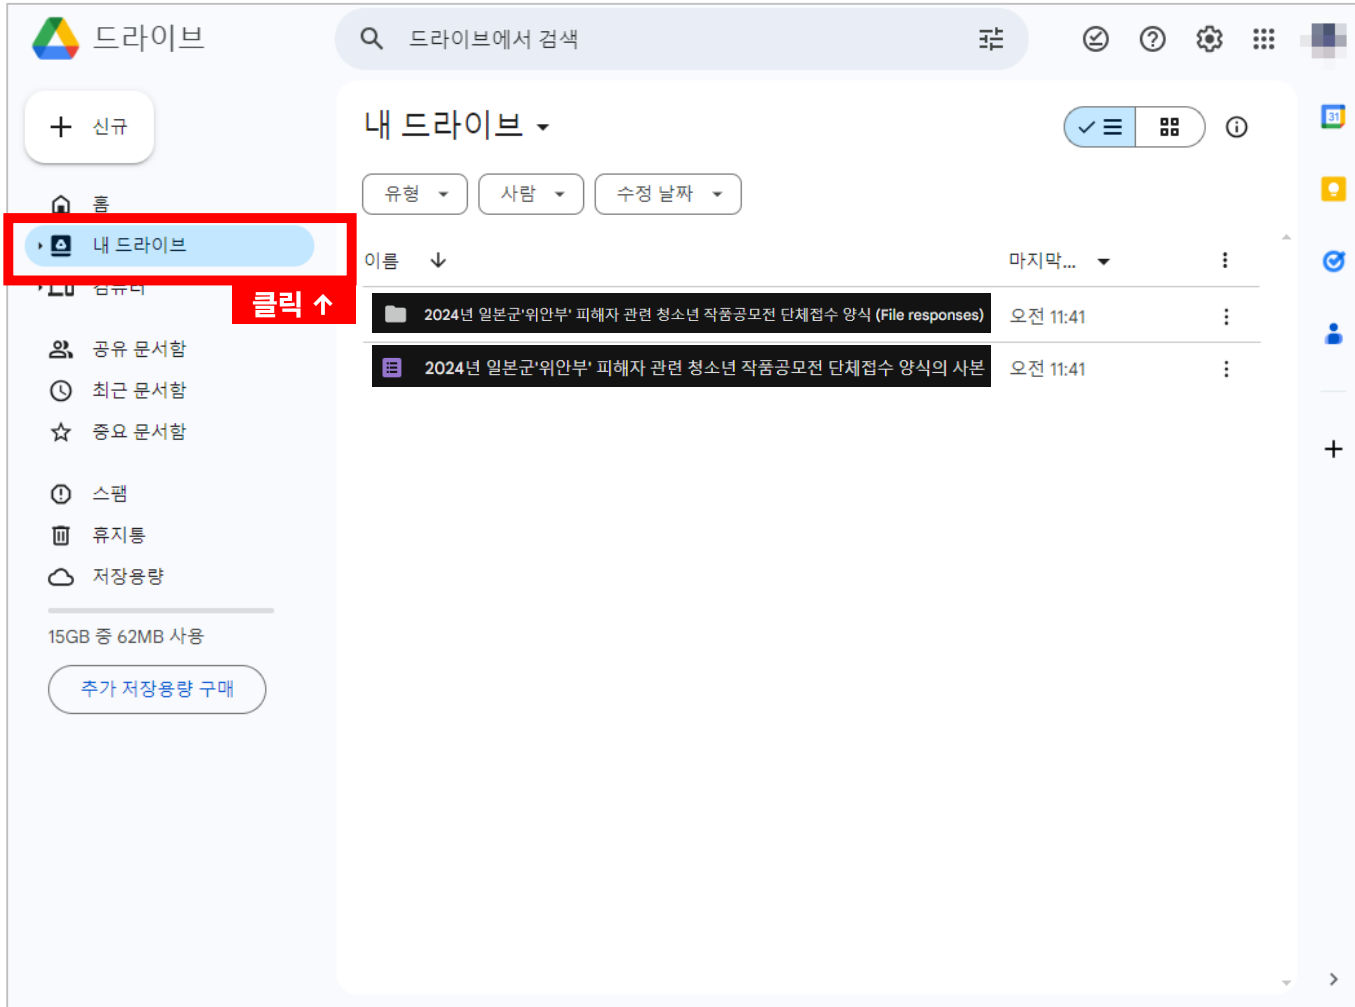 드라이브
드라이브에서 검색
신규
내 드라이브
유형
사람
수정 날짜
홈
내 드라이브
컴퓨터
클릭 ↑
공유 문서함
최근 문서함
중요 문서함
스팸
휴지통
저장용량
15GB 중 62MB 사용
추가 저장용량 구매
이름
마지막...
2024년 일본군'위안부' 피해자 관련 청소년 작품공모전 단체접수 양식 (File responses)
오전 11:41
2024년 일본군'위안부' 피해자 관련 청소년 작품공모전 단체접수 양식의 사본
오전 11:41
31